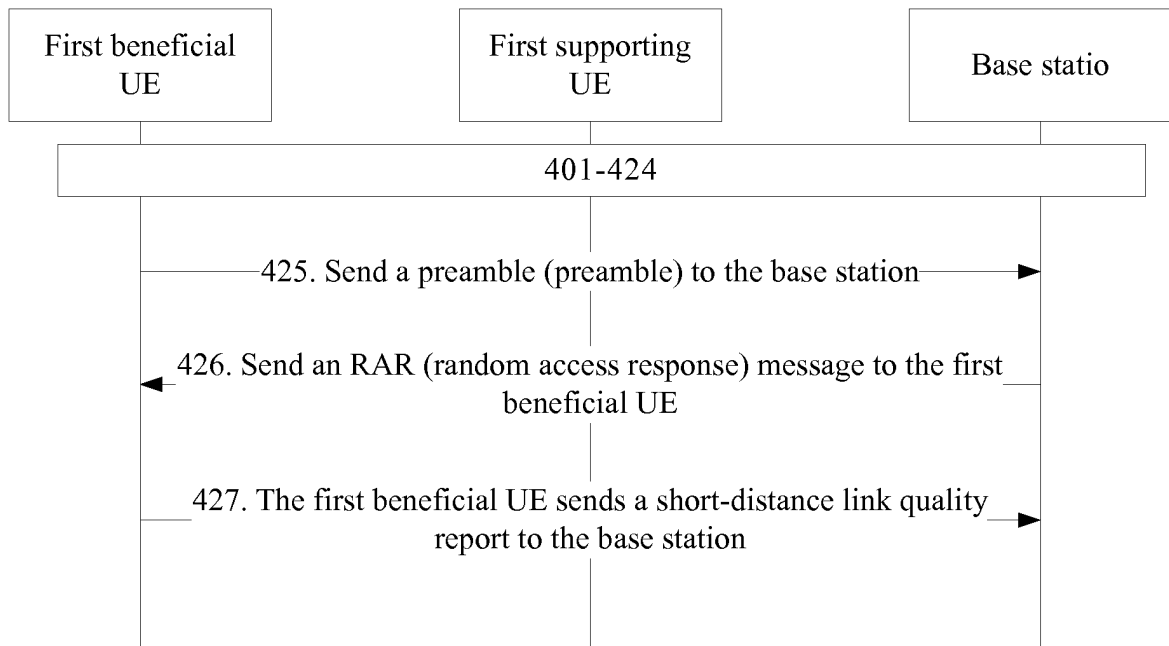 First beneficial
UE
First supporting
UE
Base statio
401-424
425. Send a preamble (preamble) to the base station
426. Send an RAR (random access response) message to the first
beneficial UE
427. The first beneficial UE sends a short-distance link quality
report to the base station